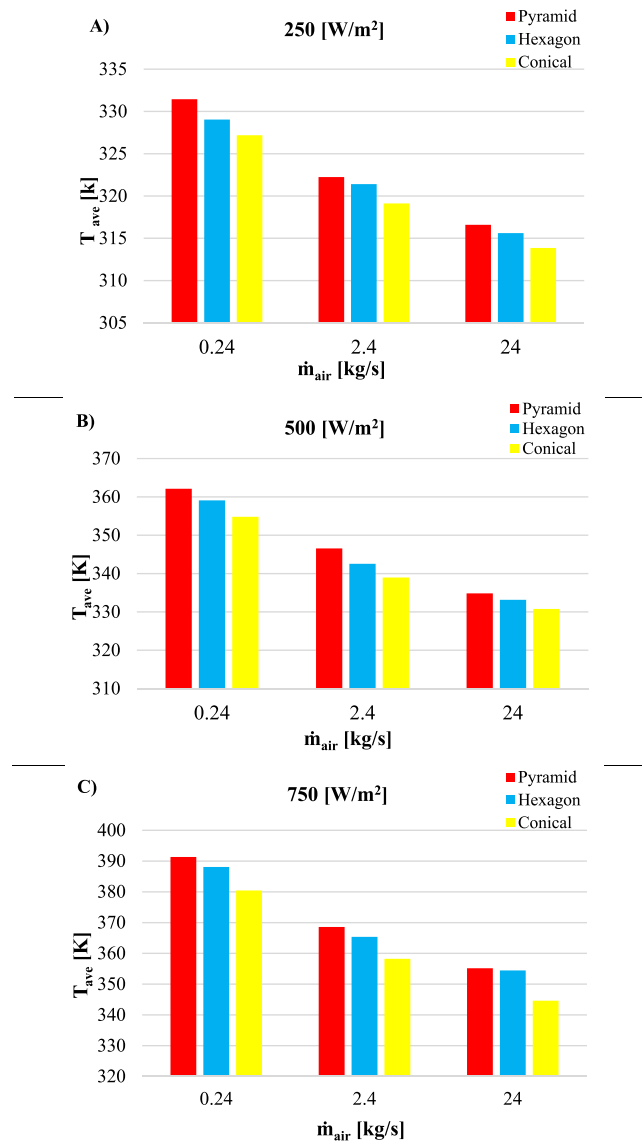 A)
250 [W/m²]
Pyramid
Hexagon
Conical
335
330
325
320
315
310
305
T ave [k]
0.24 2.4 24
ṁair [kg/s]
B)
500 [W/m²]
Pyramid
Hexagon
Conical
370
360
350
340
330
320
310
Tave [K]
0.24 2.4 24
ṁair [kg/s]
C)
750 [W/m²]
Pyramid
Hexagon
Conical
400
390
380
370
360
350
340
330
320
Tave [K]
0.24 2.4 24
ṁair [kg/s]